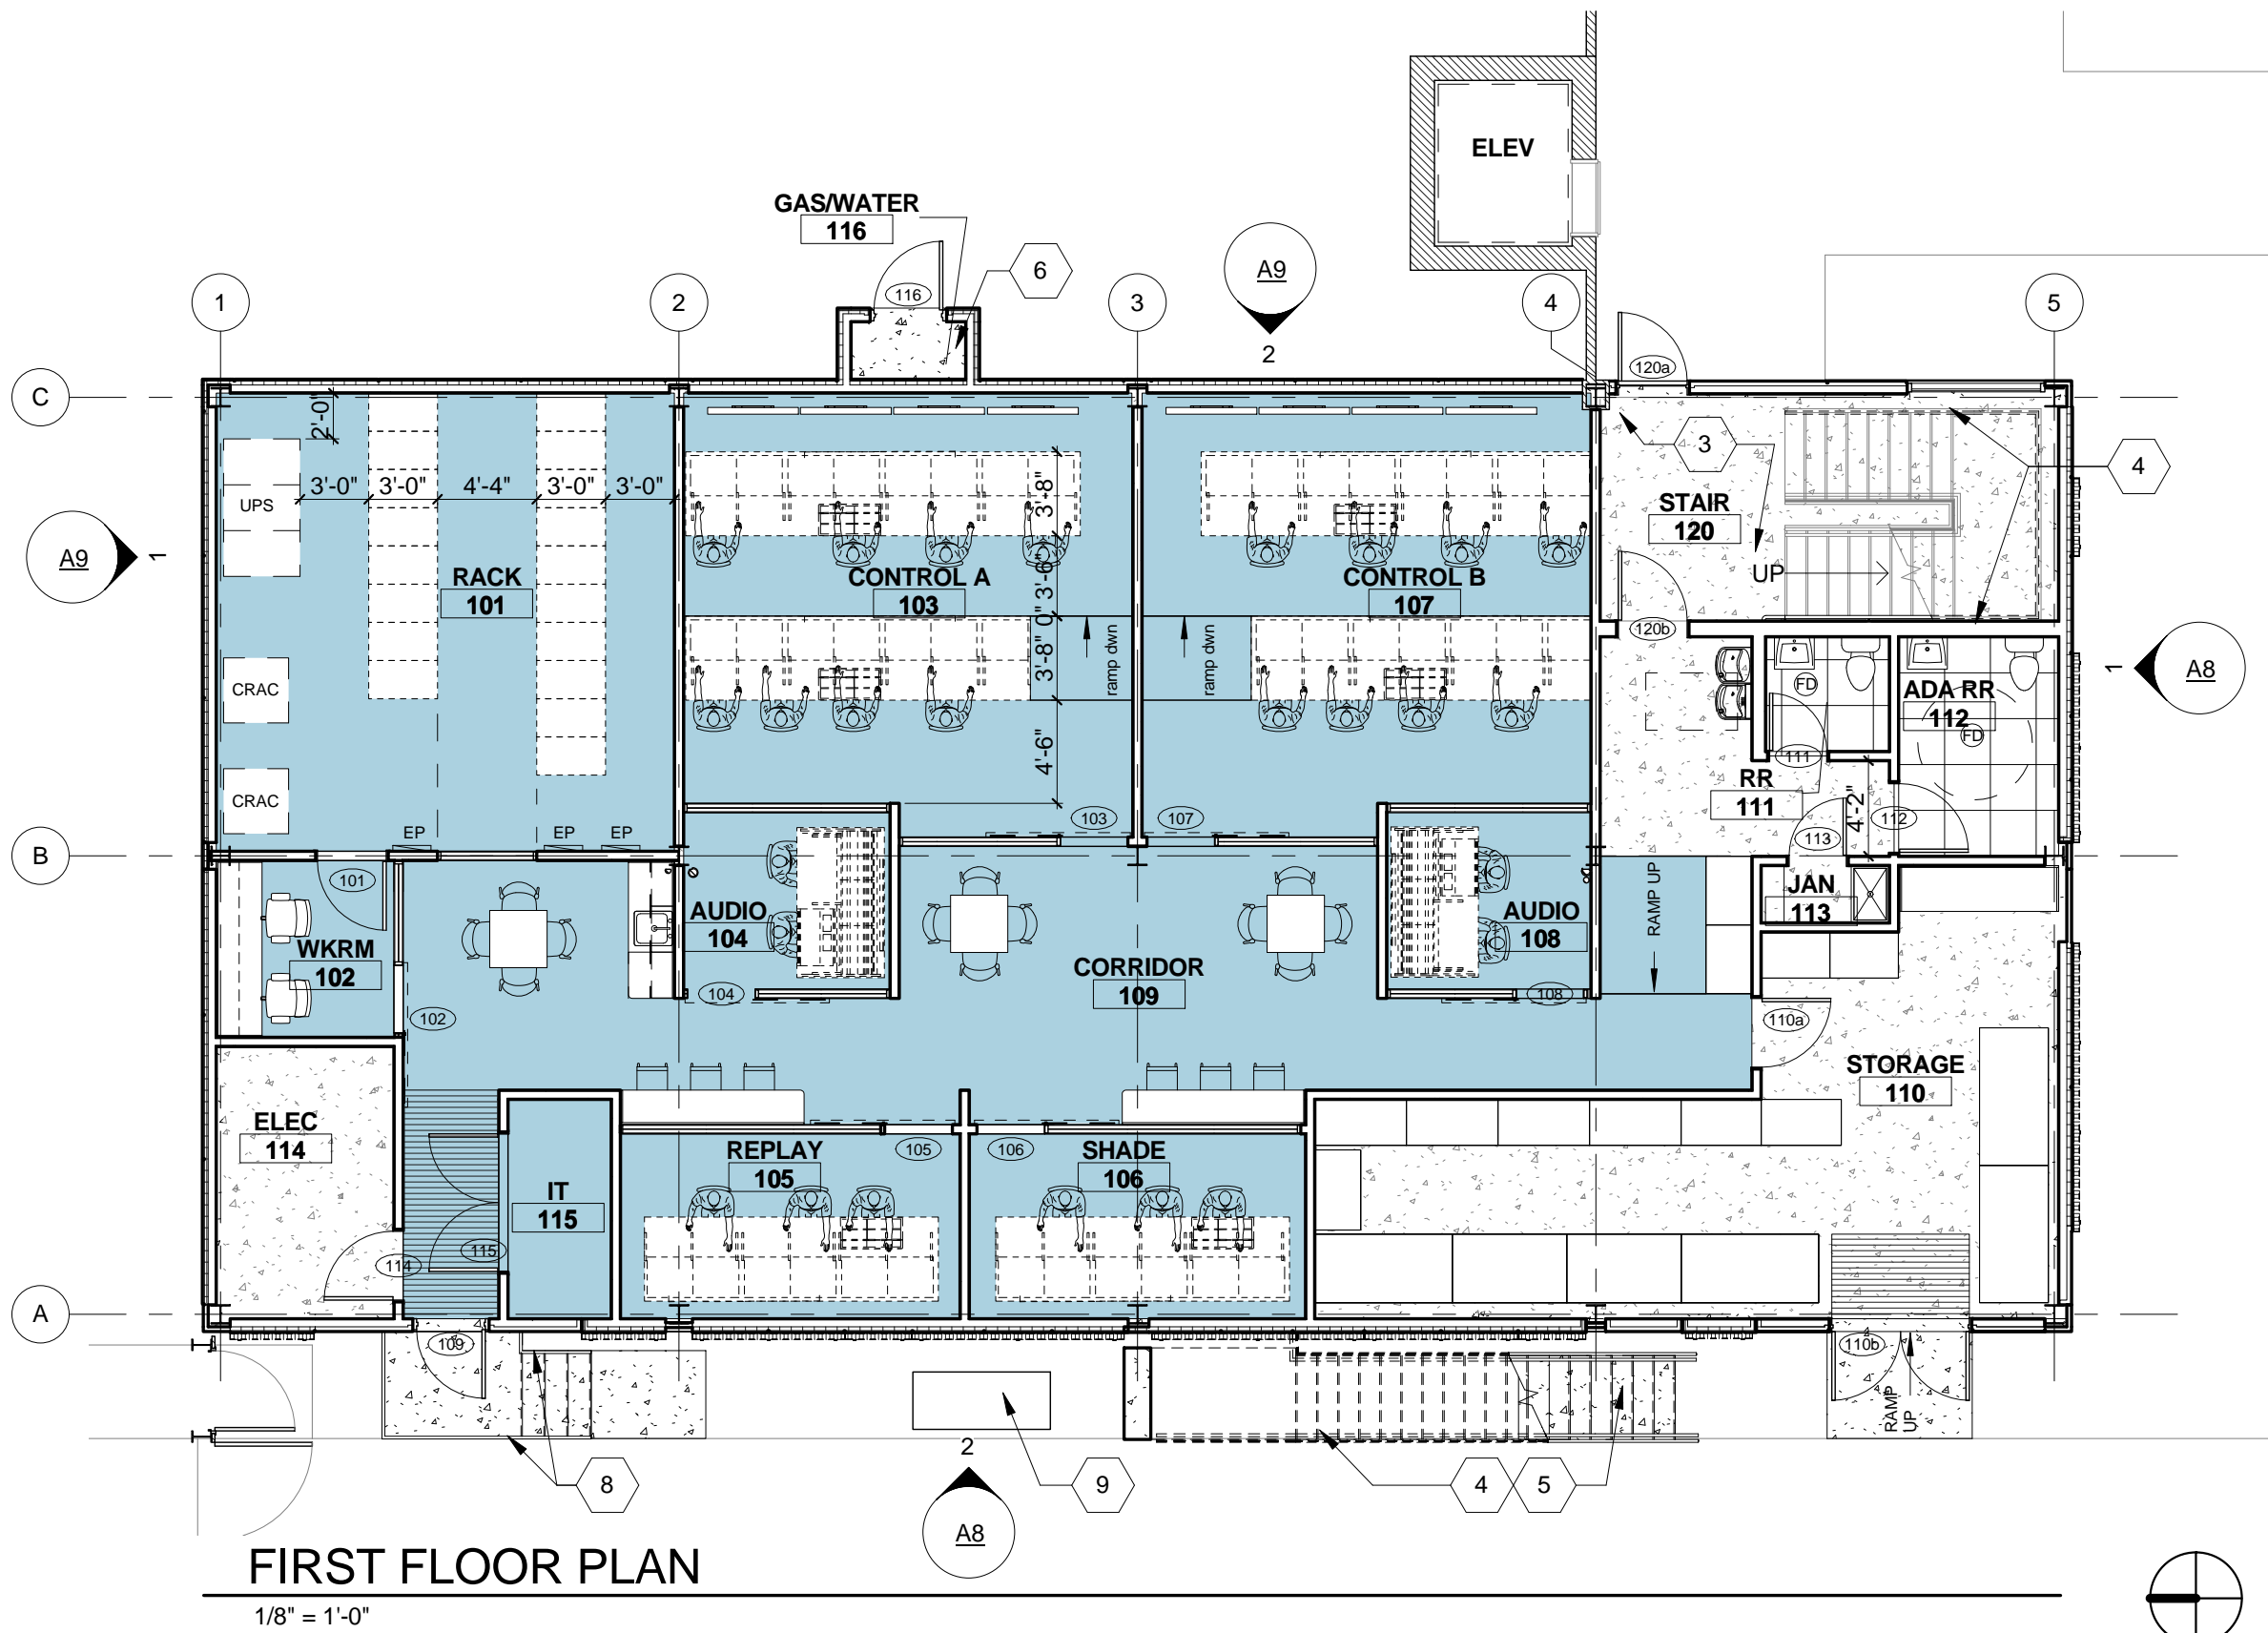 ELEV
GAS/WATER
116
6
A9
2
116
1
2
3
4
5
120a
C
2'-0"
3
4
3'-0"
3'-0"
4'-4"
3'-0"
3'-0"
UPS
3'-8"
STAIR
120
A9
1
RACK
101
CONTROL A
103
3'-6"
CONTROL B
107
UP
0"
120b
ramp dwn
ramp dwn
3'-8"
CRAC
FD
ADA RR
112
FD
1
A8
4'-6"
111
RR
111
CRAC
EP
EP
EP
103
107
4'-2"
113
112
B
101
JAN
113
AUDIO
104
AUDIO
108
RAMP UP
WKRM
102
CORRIDOR
109
104
108
102
110a
STORAGE
110
ELEC
114
REPLAY
105
105
106
SHADE
106
IT
115
115
114
A
109
110b
RAMP
UP
2
8
9
4
5
A8
FIRST FLOOR PLAN
1/8" = 1'-0"